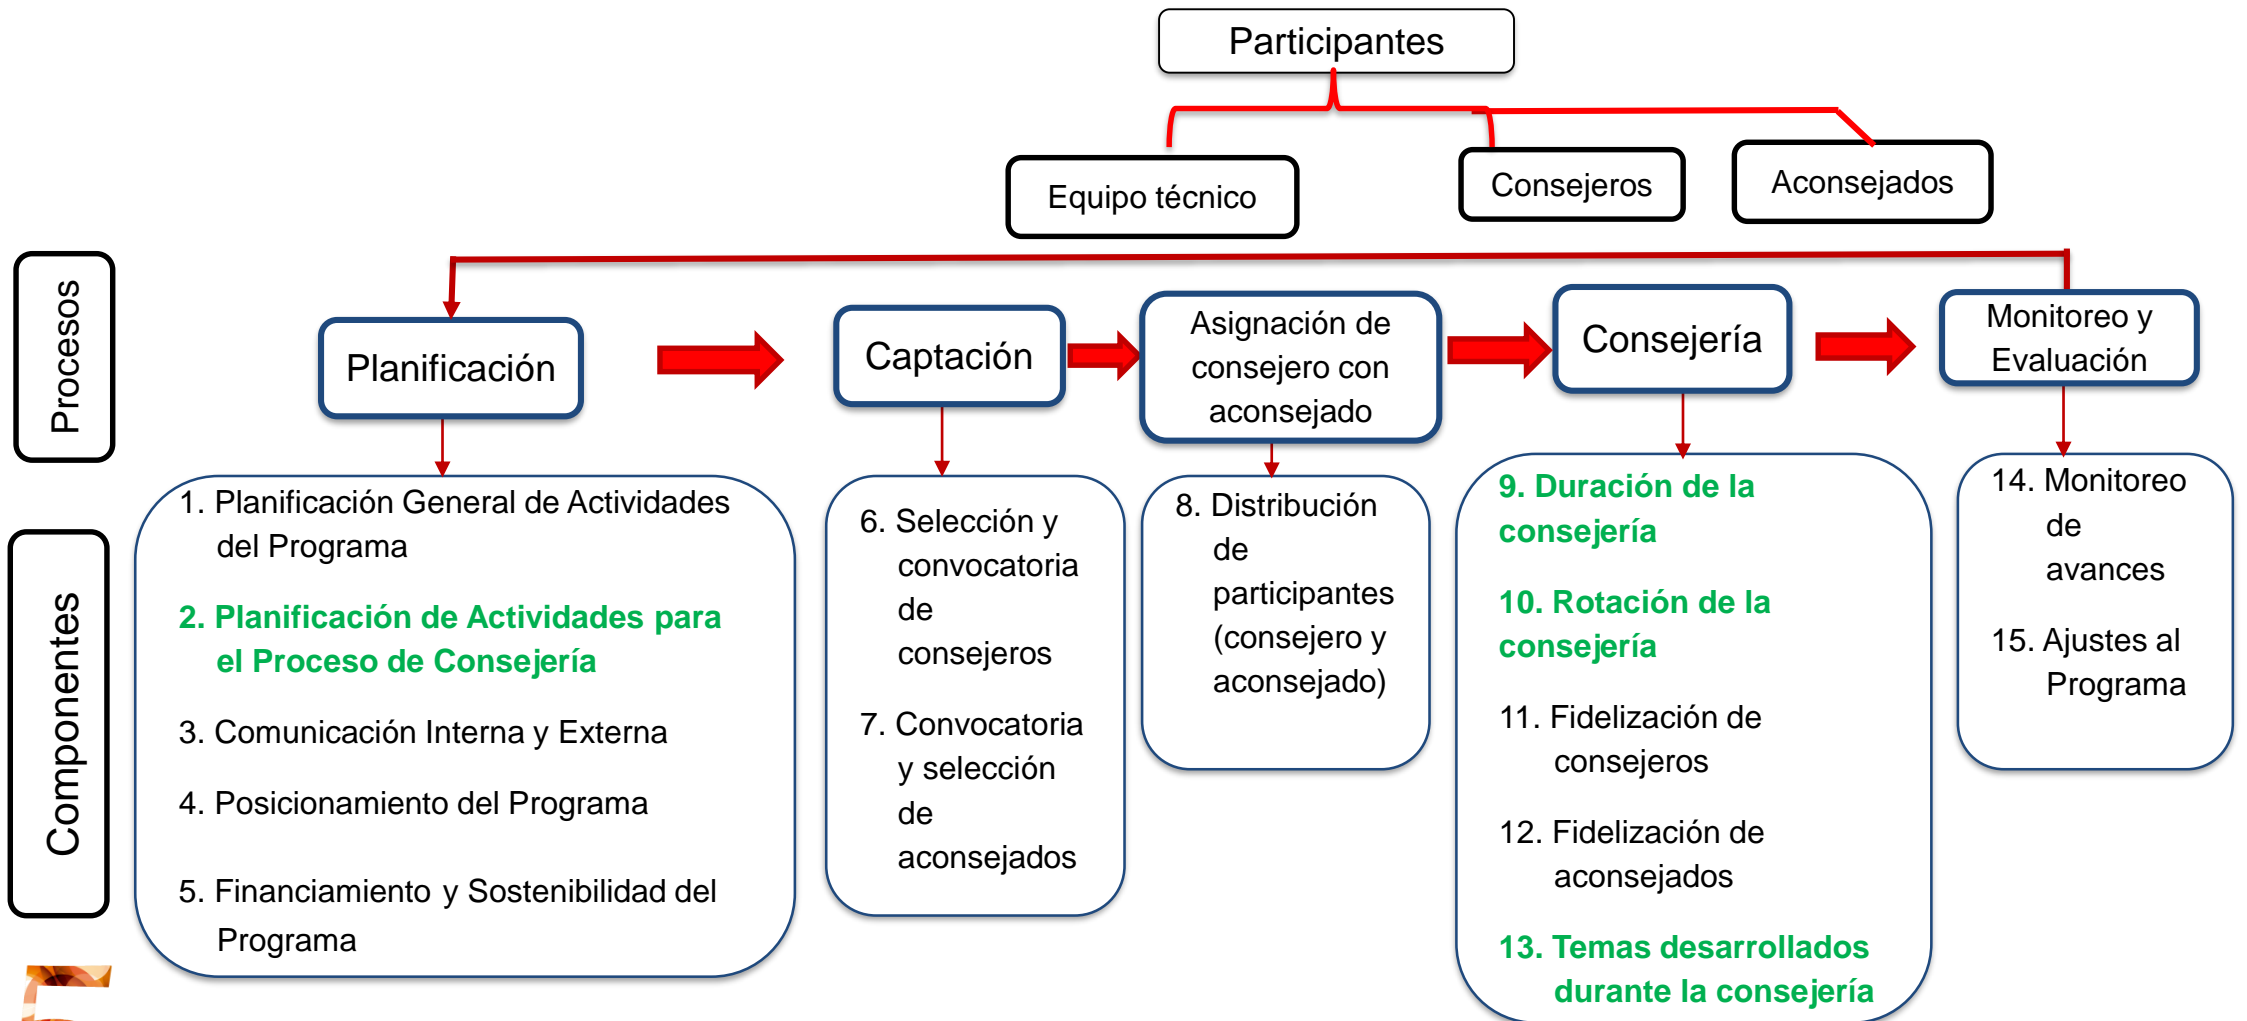 Participantes
Equipo técnico
Consejeros
Aconsejados
Procesos
Planificación
Captación
Asignación de
consejero con
aconsejado
Consejería
Monitoreo y
Evaluación
Componentes
1. Planificación General de Actividades
del Programa
2. Planificación de Actividades para
el Proceso de Consejería
3. Comunicación Interna y Externa
4. Posicionamiento del Programa
5. Financiamiento y Sostenibilidad del
Programa
6. Selección y
convocatoria
de
consejeros
7. Convocatoria
y selección
de
aconsejados
8. Distribución
de
participantes
(consejero y
aconsejado)
9. Duración de la
consejería
10. Rotación de la
consejería
11. Fidelización de
consejeros
12. Fidelización de
aconsejados
13. Temas desarrollados
durante la consejería
14. Monitoreo
de
avances
15. Ajustes al
Programa